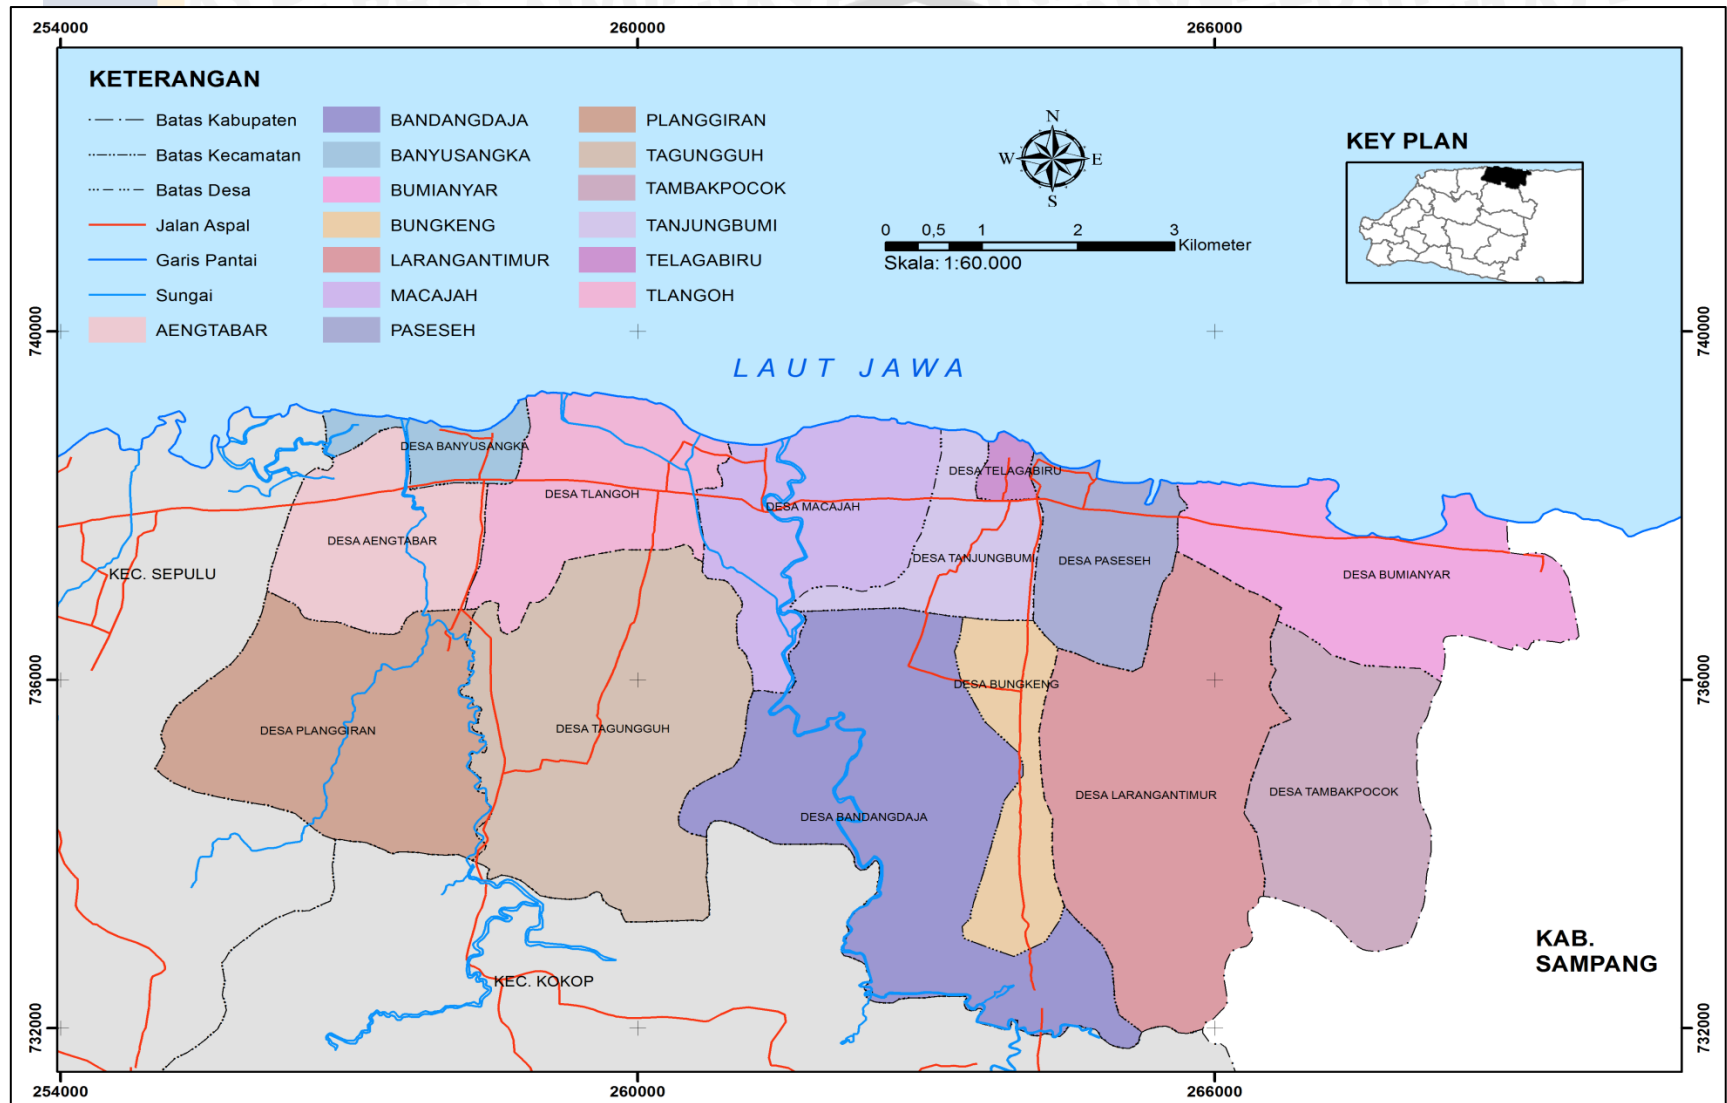 254000
260000
266000
KETERANGAN
Batas Kabupaten
Batas Kecamatan
Batas Desa
Jalan Aspal
Garis Pantai
Sungai
AENGTABAR
BANDANGDAJA
BANYUSANGKA
BUMIANYAR
BUNGKENG
LARANGANTIMUR
MACAJAH
PASESEH
PLANGGIRAN
TAGUNGGUH
TAMBAKPOCOK
TANJUNGBUMI
TELAGABIRU
TLANGOH
N
W E
S
0 0,5 1 2 3 Kilometer
Skala: 1:60.000
KEY PLAN
740000
740000
LAUT JAWA
DESA BANYUSANGKA
DESA TELAGABIRU
DESA TLANGOH
DESA MACAJAH
DESA AENGTABAR
DESA TANJUNGBUMI
DESA PASESEH
KEC. SEPULU
DESA BUMIANYAR
736000
736000
DESA BUNGKENG
DESA PLANGGIRAN
DESA TAGUNGGUH
DESA LARANGANTIMUR
DESA TAMBAKPOCOK
DESA BANDANGDAJA
KAB.
SAMPANG
KEC. KOKOP
732000
732000
254000
260000
266000